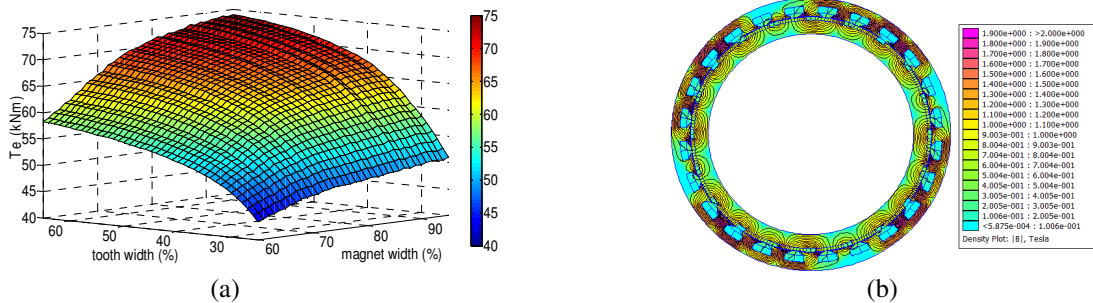 75
70
65
60
55
50
45
40
Te (kNm)
60
50
40
30
tooth width (%)
60
70
80
90
magnet width (%)
75
70
65
60
55
50
45
40
(a)
1.900e+000 : >2.000e+000
1.800e+000 : 1.900e+000
1.700e+000 : 1.800e+000
1.600e+000 : 1.700e+000
1.500e+000 : 1.600e+000
1.400e+000 : 1.500e+000
1.300e+000 : 1.400e+000
1.200e+000 : 1.300e+000
1.100e+000 : 1.200e+000
1.000e+000 : 1.100e+000
9.003e-001 : 1.000e+000
8.004e-001 : 9.003e-001
7.004e-001 : 8.004e-001
6.004e-001 : 7.004e-001
5.004e-001 : 6.004e-001
4.005e-001 : 5.004e-001
3.005e-001 : 4.005e-001
2.005e-001 : 3.005e-001
1.006e-001 : 2.005e-001
<5.875e-004 : 1.006e-001
Density Plot: |B|, Tesla
(b)